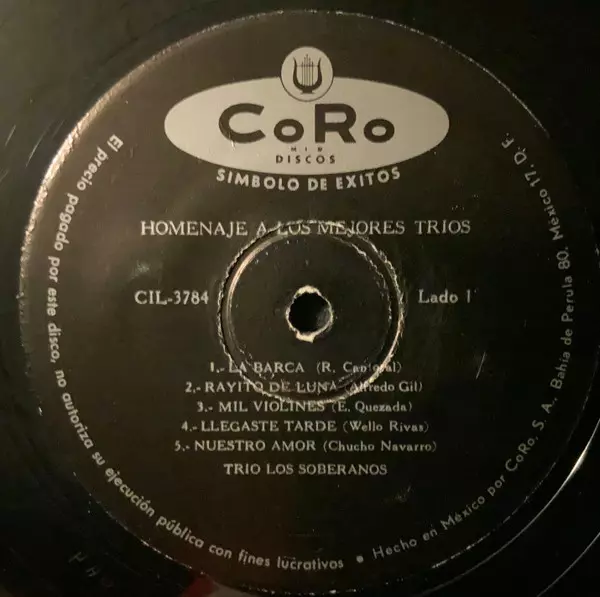 CoRo
M I D
DISCOS
SIMBOLO DE EXITOS
HOMENAJE A LOS MEJORES TRIOS
CIL-3784
Lado 1
1.- LA BARCA (R. Cantoral)
2.- RAYITO DE LUNA (Alfredo Gil)
3.- MIL VIOLINES (E. Quezada)
4.- LLEGASTE TARDE (Wello Rivas)
5.- NUESTRO AMOR (Chucho Navarro)
TRIO LOS SOBERANOS
El precio pagado por este disco, no autoriza su ejecución pública con fines lucrativos • Hecho en México por CoRo, S. A. Bahía de Perula 80. México 17, D. F.